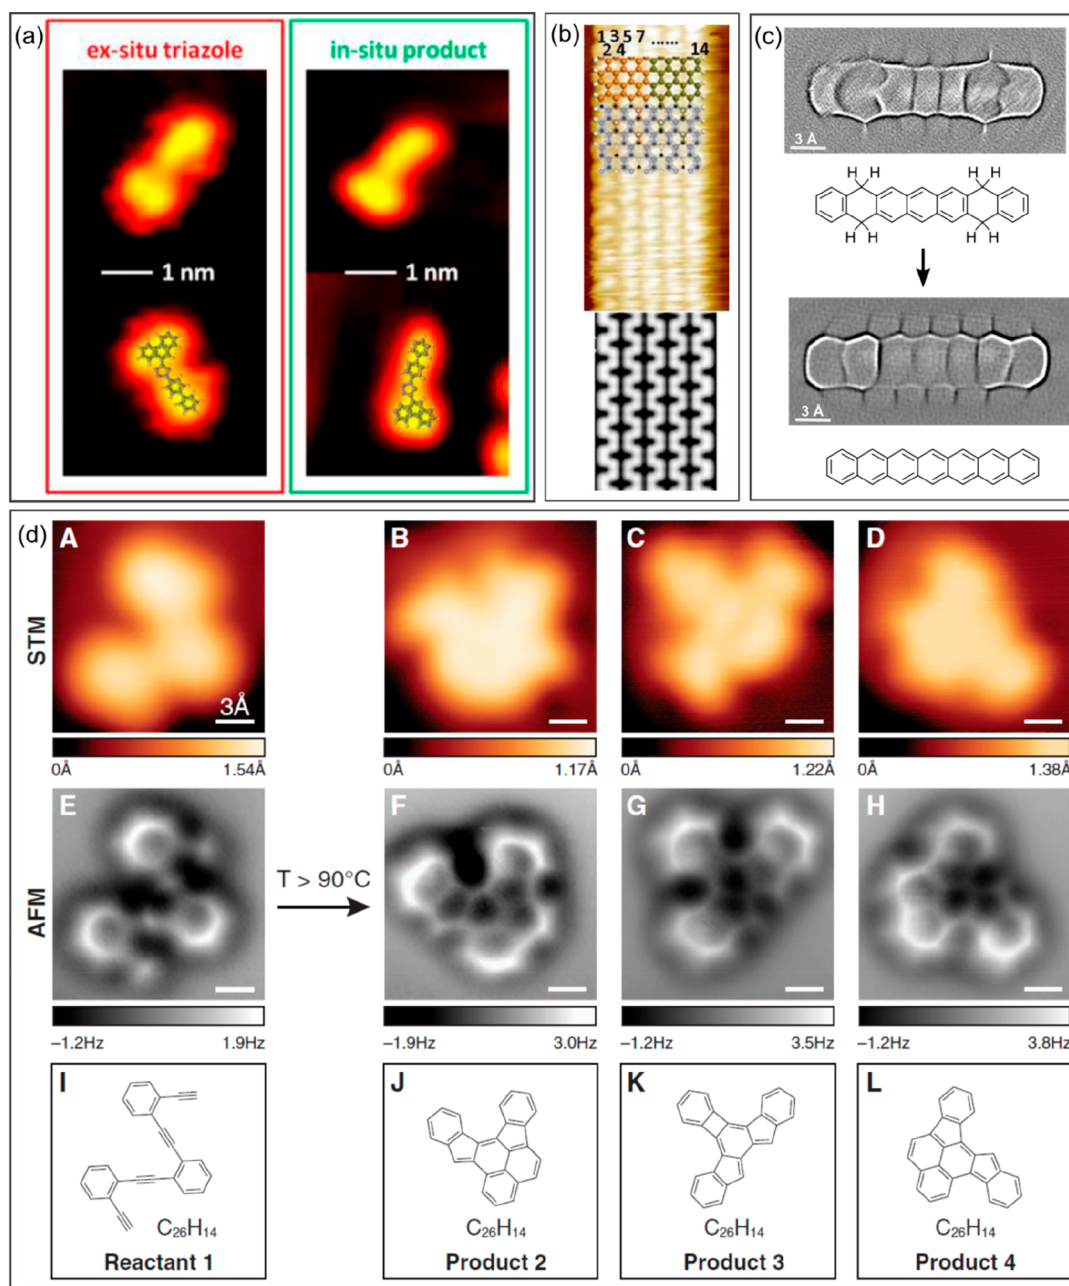 (a)
ex-situ triazole
in-situ product
1 nm
1 nm
(b)
1 3 5 7 ......
2 4 14
(c)
3 Å
H H H H
H H H H
3 Å
(d)
A
B
C
D
STM
3Å
0Å 1.54Å
0Å 1.17Å
0Å 1.22Å
0Å 1.38Å
E
F
G
H
AFM
T > 90°C
−1.2Hz 1.9Hz
−1.9Hz 3.0Hz
−1.2Hz 3.5Hz
−1.2Hz 3.8Hz
I
J
K
L
C26H14
C26H14
C26H14
C26H14
Reactant 1
Product 2
Product 3
Product 4